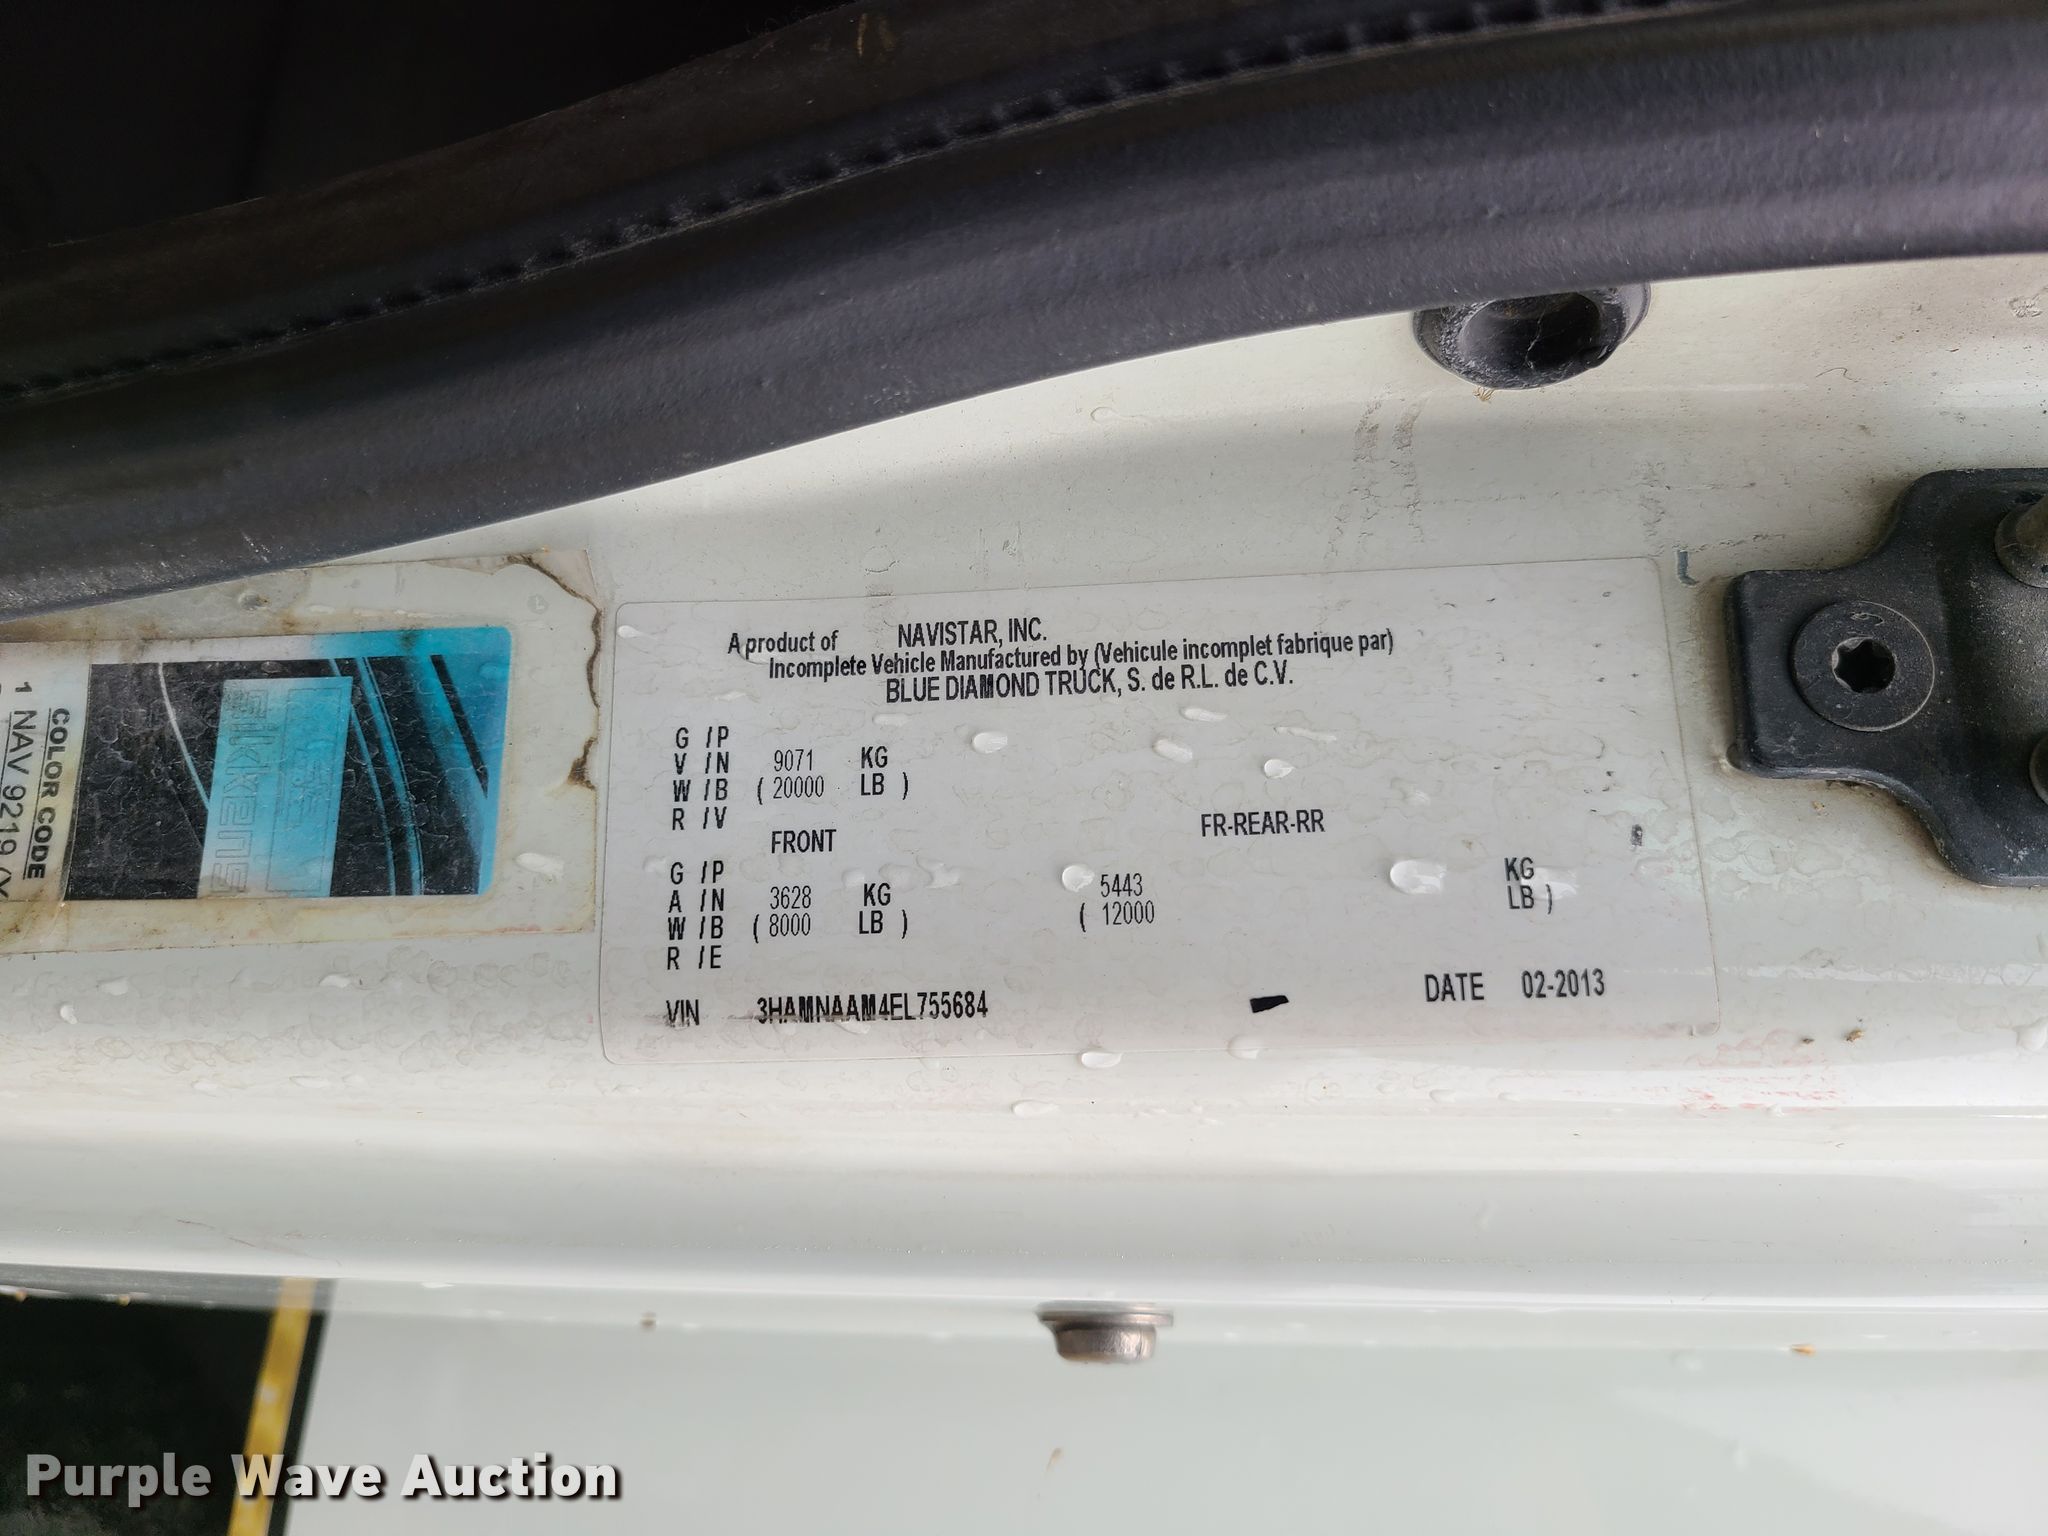 A product of NAVISTAR, INC.
Incomplete Vehicle Manufactured by (Vehicule incomplet fabrique par)
BLUE DIAMOND TRUCK, S. de R.L. de C.V.
G /P
V /N 9071 KG
W /B ( 20000 LB )
R /V
FRONT FR-REAR-RR
G /P
A /N 3628 KG 5443 KG
W /B ( 8000 LB ) ( 12000 LB )
R /E
VIN 3HAMNAAM4EL755684 DATE 02-2013
COLOR CODE
1 NAV 9219
sikkens
Purple Wave Auction